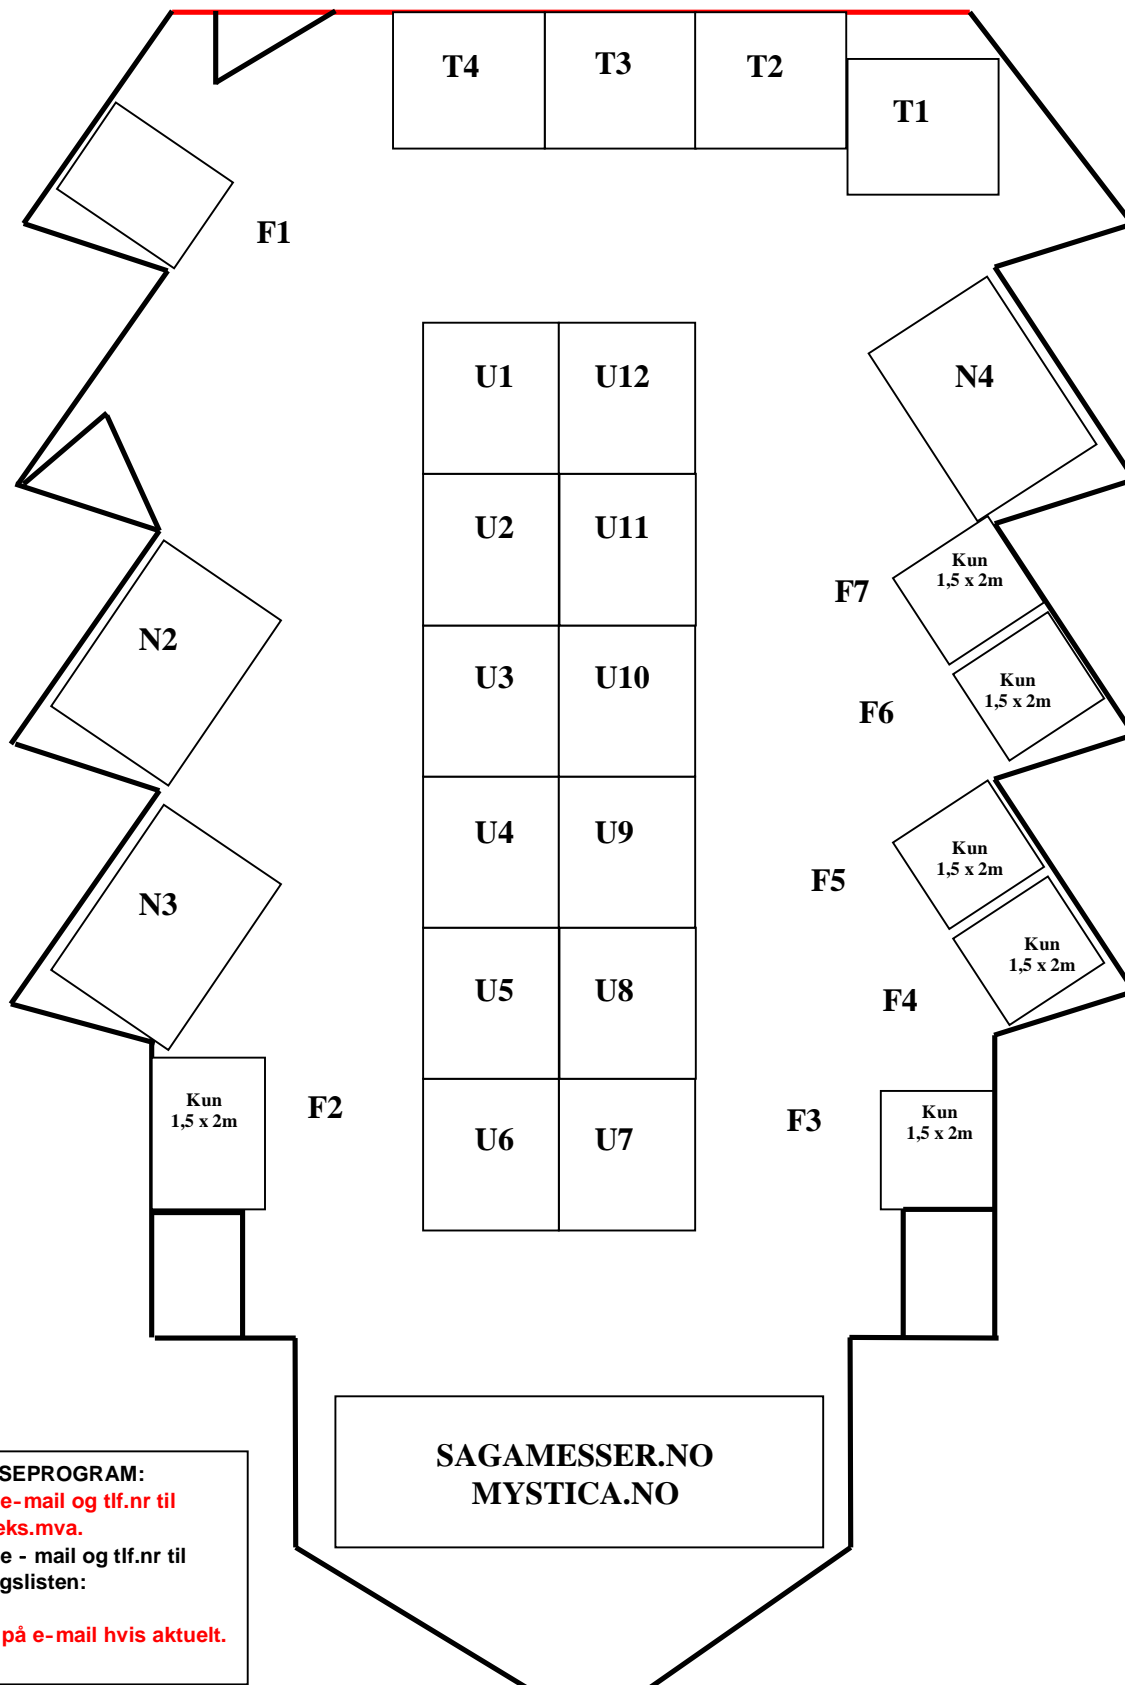 T4
T3
T2
T1
F1
U1
U12
N4
U2
U11
Kun
1,5 x 2m
F7
N2
U3
U10
Kun
1,5 x 2m
F6
U4
U9
Kun
1,5 x 2m
F5
N3
Kun
1,5 x 2m
U5
U8
F4
Kun
1,5 x 2m
F2
U6
U7
F3
Kun
1,5 x 2m
SAGAMESSER.NO
MYSTICA.NO
SEPROGRAM:
e-mail og tlf.nr til
eks.mva.
e - mail og tlf.nr til
gslisten:
på e-mail hvis aktuelt.